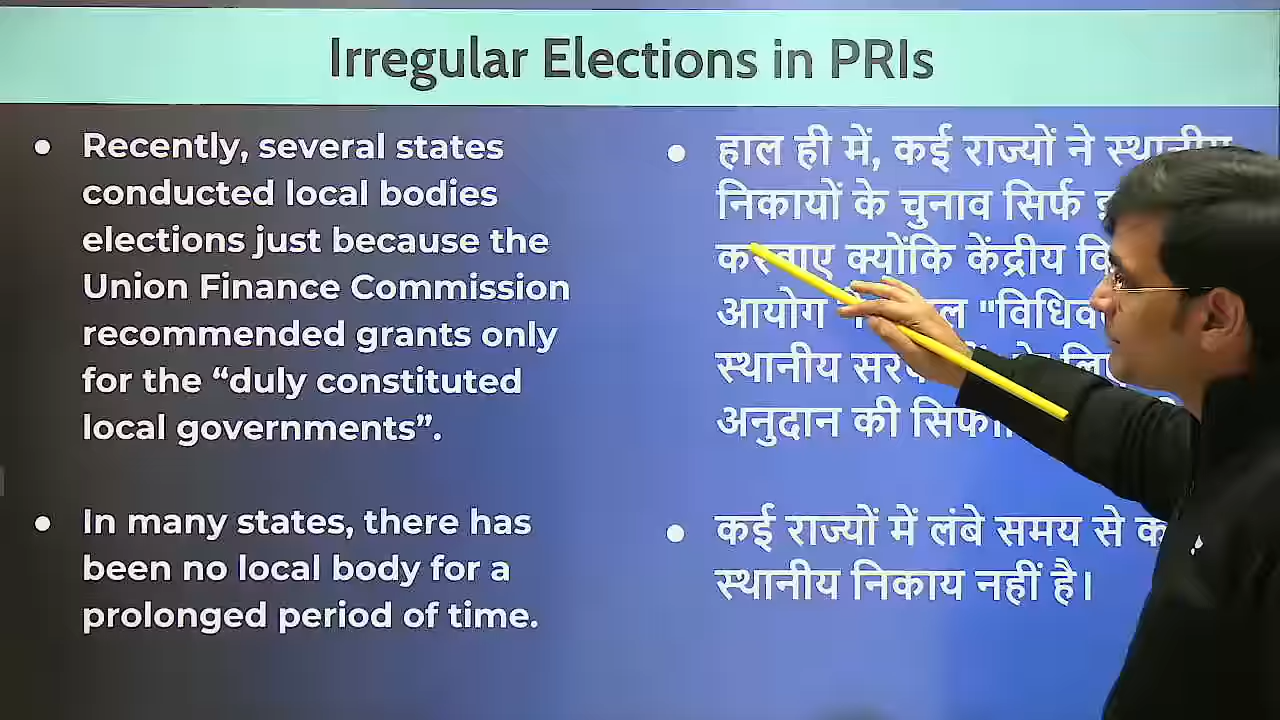 Irregular Elections in PRIs
● Recently, several states
conducted local bodies
elections just because the
Union Finance Commission
recommended grants only
for the “duly constituted
local governments”.
● In many states, there has
been no local body for a
prolonged period of time.
● हाल ही में, कई राज्यों ने स्थानीय
निकायों के चुनाव सिर्फ
करवाए क्योंकि केंद्रीय
आयोग
स्थानीय
अनुदान की
● कई राज्यों में लंबे समय से
स्थानीय निकाय नहीं है।